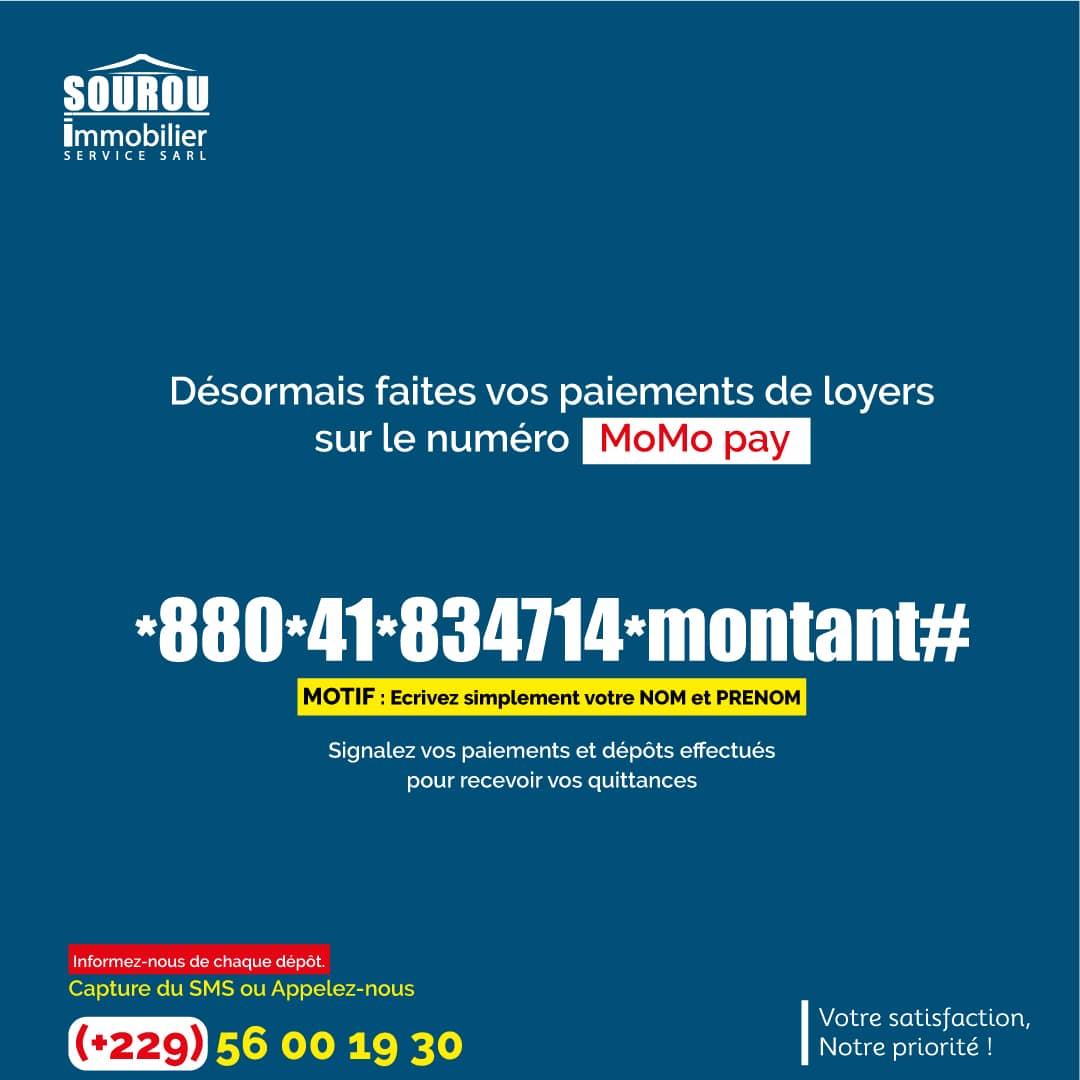 SOUROU
immobilier
SERVICE SARL
Désormais faites vos paiements de loyers
sur le numéro MoMo pay
*880*41*834714*montant#
MOTIF : Ecrivez simplement votre NOM et PRENOM
Signalez vos paiements et dépôts effectués
pour recevoir vos quittances
Informez-nous de chaque dépôt.
Capture du SMS ou Appelez-nous
(+229) 56 00 19 30
Votre satisfaction,
Notre priorité !